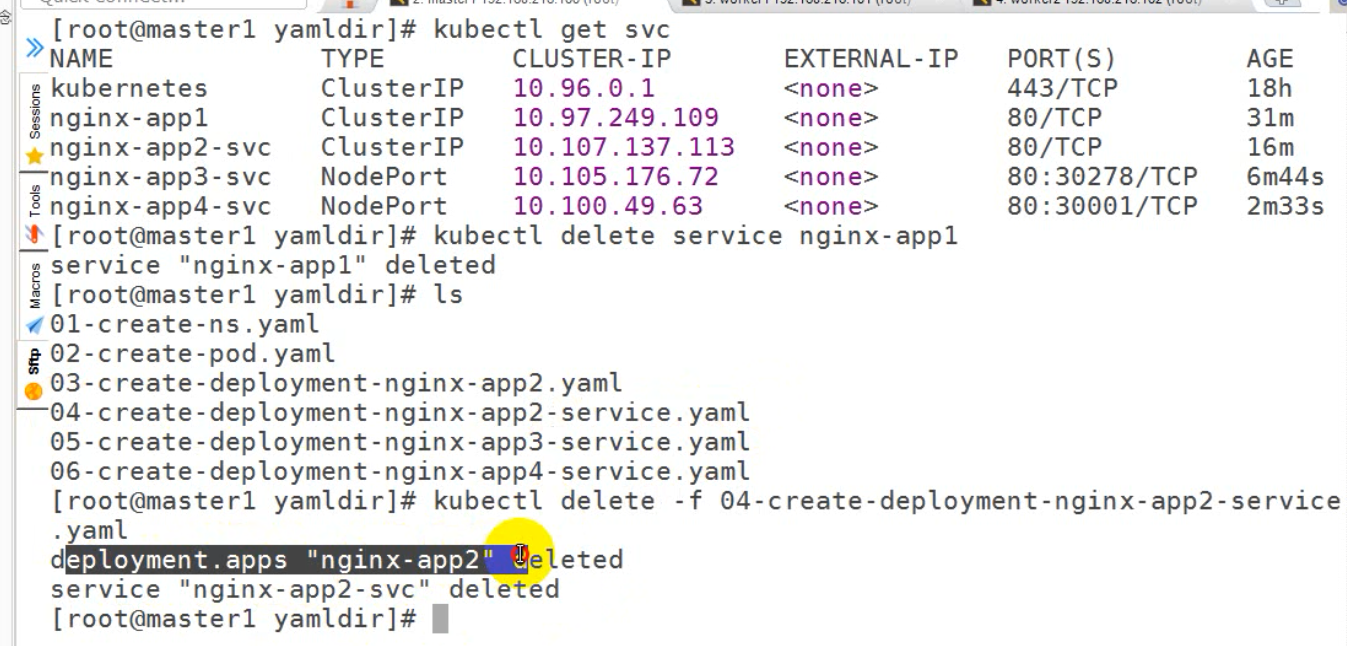 Quick connect...
2. master1 192.168.216.100 (root)
3. worker1 192.168.216.101 (root)
4. worker2 192.168.216.102 (root)
Sessions
Tools
Macros
Sftp
[root@master1 yamldir]# kubectl get svc
NAME TYPE CLUSTER-IP EXTERNAL-IP PORT(S) AGE
kubernetes ClusterIP 10.96.0.1 <none> 443/TCP 18h
nginx-app1 ClusterIP 10.97.249.109 <none> 80/TCP 31m
nginx-app2-svc ClusterIP 10.107.137.113 <none> 80/TCP 16m
nginx-app3-svc NodePort 10.105.176.72 <none> 80:30278/TCP 6m44s
nginx-app4-svc NodePort 10.100.49.63 <none> 80:30001/TCP 2m33s
[root@master1 yamldir]# kubectl delete service nginx-app1
service "nginx-app1" deleted
[root@master1 yamldir]# ls
01-create-ns.yaml
02-create-pod.yaml
03-create-deployment-nginx-app2.yaml
04-create-deployment-nginx-app2-service.yaml
05-create-deployment-nginx-app3-service.yaml
06-create-deployment-nginx-app4-service.yaml
[root@master1 yamldir]# kubectl delete -f 04-create-deployment-nginx-app2-service
.yaml
deployment.apps "nginx-app2" deleted
service "nginx-app2-svc" deleted
[root@master1 yamldir]#